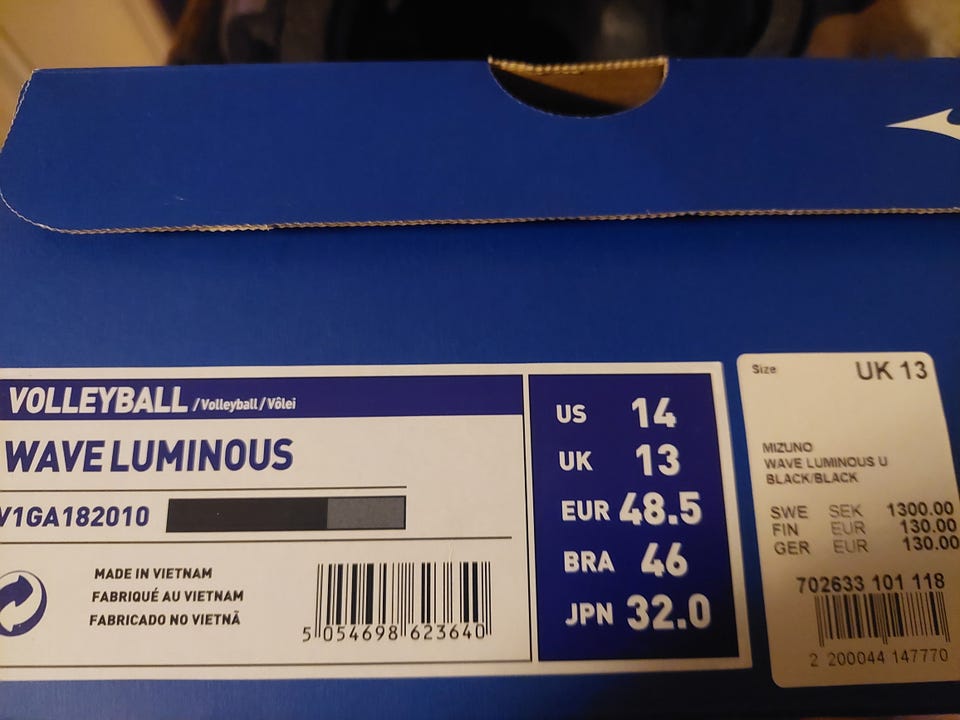 VOLLEYBALL / Volleyball / Vôlei
WAVE LUMINOUS
V1GA182010
MADE IN VIETNAM
FABRIQUÉ AU VIETNAM
FABRICADO NO VIETNÃ
5 054698 623640
US 14
UK 13
EUR 48.5
BRA 46
JPN 32.0
Size UK 13
MIZUNO
WAVE LUMINOUS U
BLACK/BLACK
SWE SEK 1300.00
FIN EUR 130.00
GER EUR 130.00
702633 101 118
2 200044 147770